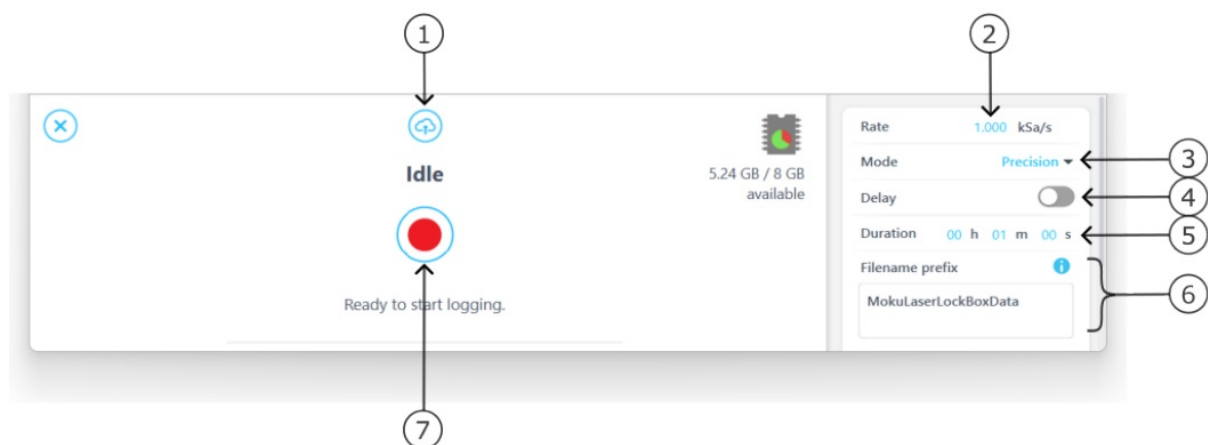 1
2
Rate 1.000 kSa/s
Mode Precision
3
Idle
5.24 GB / 8 GB
available
Delay
4
Duration 00 h 01 m 00 s
5
Filename prefix
i
6
MokuLaserLockBoxData
Ready to start logging.
7